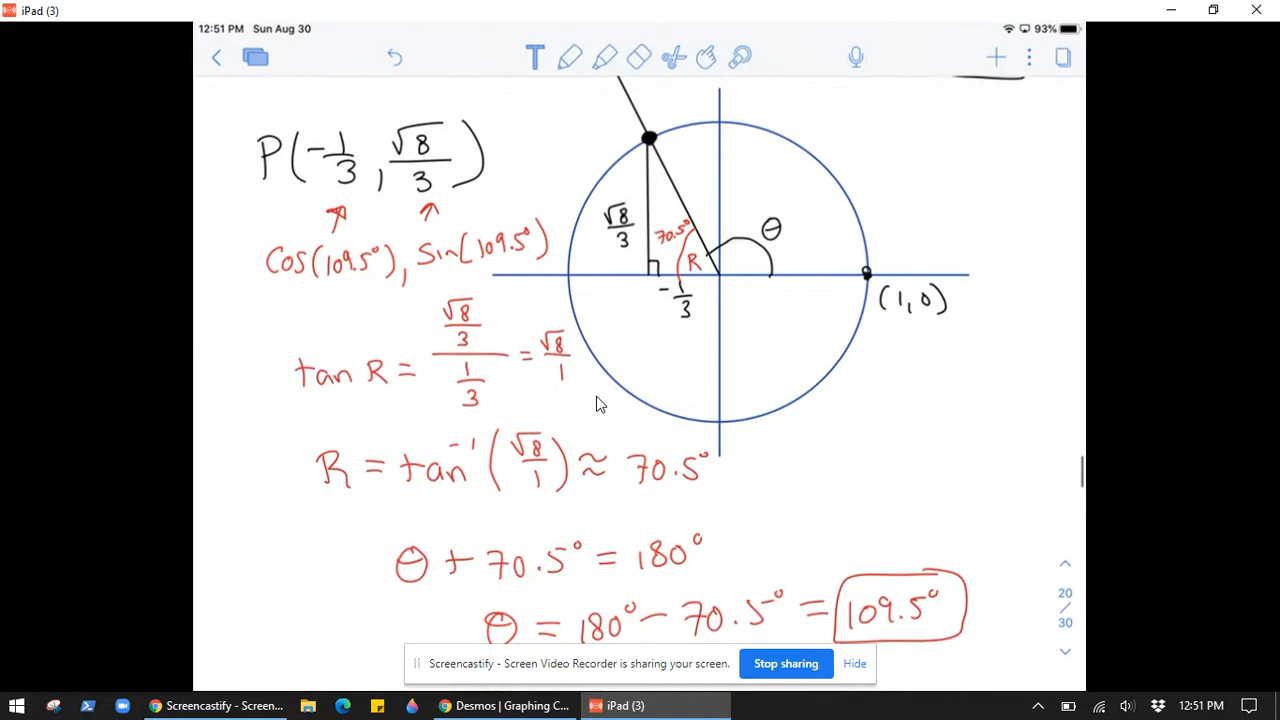 iPad (3)
12:51 PM Sun Aug 30
93%
T
P(-1/3, √8/3)
Cos(109.5°), Sin(109.5°)
√8/3
70.5°
R
θ
-1/3
(1, 0)
tan R = (√8/3)/(1/3) = √8/1
R = tan⁻¹(√8/1) ≈ 70.5°
θ + 70.5° = 180°
θ = 180° - 70.5° = 109.5°
20
/
30
Screencastify - Screen Video Recorder is sharing your screen.
Stop sharing
Hide
Screencastify - Screen...
Desmos | Graphing C...
iPad (3)
12:51 PM